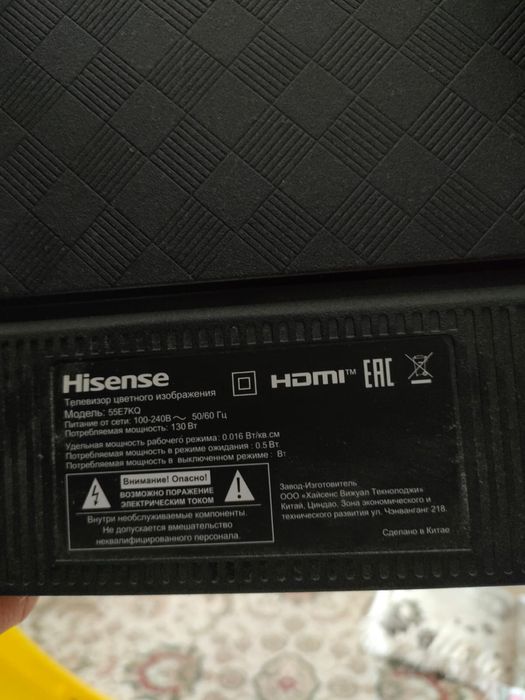 Hisense
HDMI™ EAC
Телевизор цветного изображения
Модель: 55E7KQ
Питание от сети: 100-240В ~ 50/60 Гц
Потребляемая мощность: 130 Вт
Удельная мощность рабочего режима : 0.016 Вт/кв.см
Потребляемая мощность в режиме ожидания : 0.5 Вт
Потребляемая мощность в выключенном режиме : Вт
Внимание! Опасно!
ВОЗМОЖНО ПОРАЖЕНИЕ
ЭЛЕКТРИЧЕСКИМ ТОКОМ
Внутри необслуживаемые компоненты.
Не допускается вмешательство
неквалифицированного персонала.
Завод-Изготовитель
ООО «Хайсенс Вижуал Технолоджи»
Китай, Циндао, Зона экономического и
технического развития ул. Чэнванганг 218.
Сделано в Китае